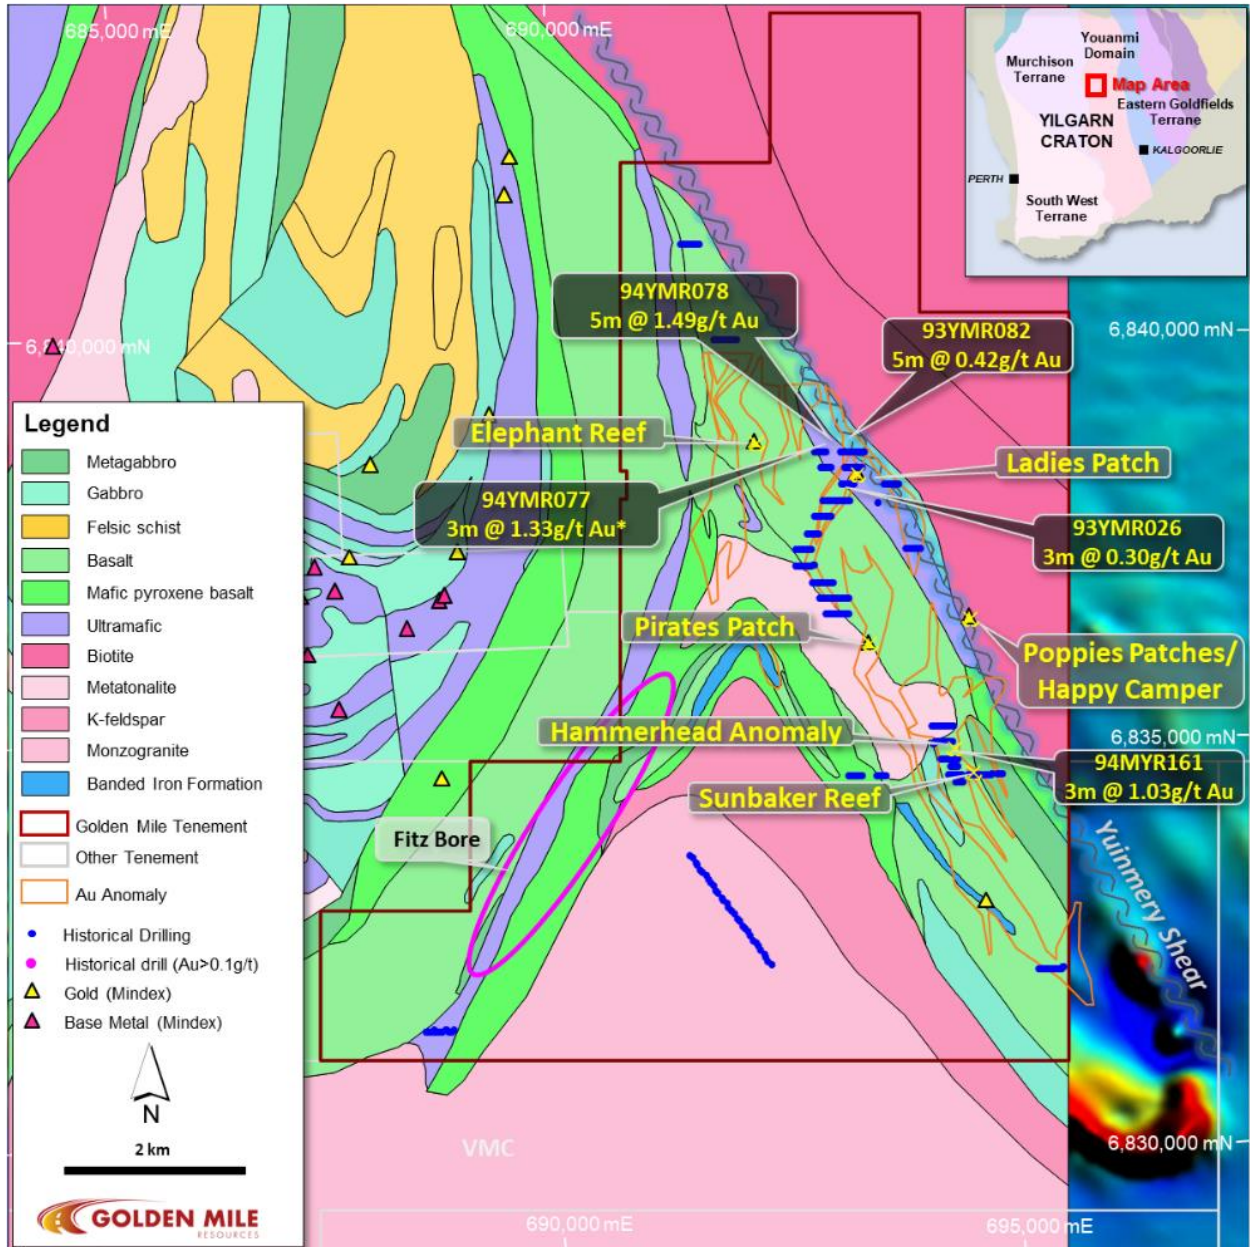 685,000 mE
690,000 mE
Youanmi
Domain
Murchison
Terrane
Map Area
Eastern Goldfields
Terrane
YILGARN
CRATON
KALGOORLIE
PERTH
South West
Terrane
94YMR078
5m @ 1.49g/t Au
93YMR082
5m @ 0.42g/t Au
6,840,000 mN
6,840,000 mN
Elephant Reef
Ladies Patch
94YMR077
3m @ 1.33g/t Au*
93YMR026
3m @ 0.30g/t Au
Pirates Patch
Poppies Patches/
Happy Camper
Hammerhead Anomaly
6,835,000 mN
94MYR161
3m @ 1.03g/t Au
Sunbaker Reef
Fitz Bore
Yuinmery Shear
6,830,000 mN
VMC
690,000 mE
695,000 mE
Legend
Metagabbro
Gabbro
Felsic schist
Basalt
Mafic pyroxene basalt
Ultramafic
Biotite
Metatonalite
K-feldspar
Monzogranite
Banded Iron Formation
Golden Mile Tenement
Other Tenement
Au Anomaly
Historical Drilling
Historical drill (Au>0.1g/t)
Gold (Mindex)
Base Metal (Mindex)
N
2 km
GOLDEN MILE
RESOURCES